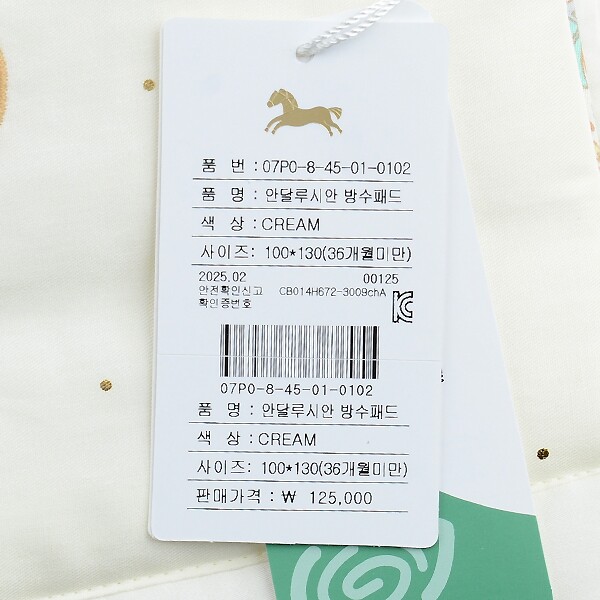 품 번 : 07P0-8-45-01-0102
품 명 : 안달루시안 방수패드
색 상 : CREAM
사이즈: 100*130(36개월미만)
2025.02 00125
안전확인신고 CB014H672-3009chA
확인증번호
07P0-8-45-01-0102
품 명 : 안달루시안 방수패드
색 상 : CREAM
사이즈: 100*130(36개월미만)
판매가격 : ₩ 125,000